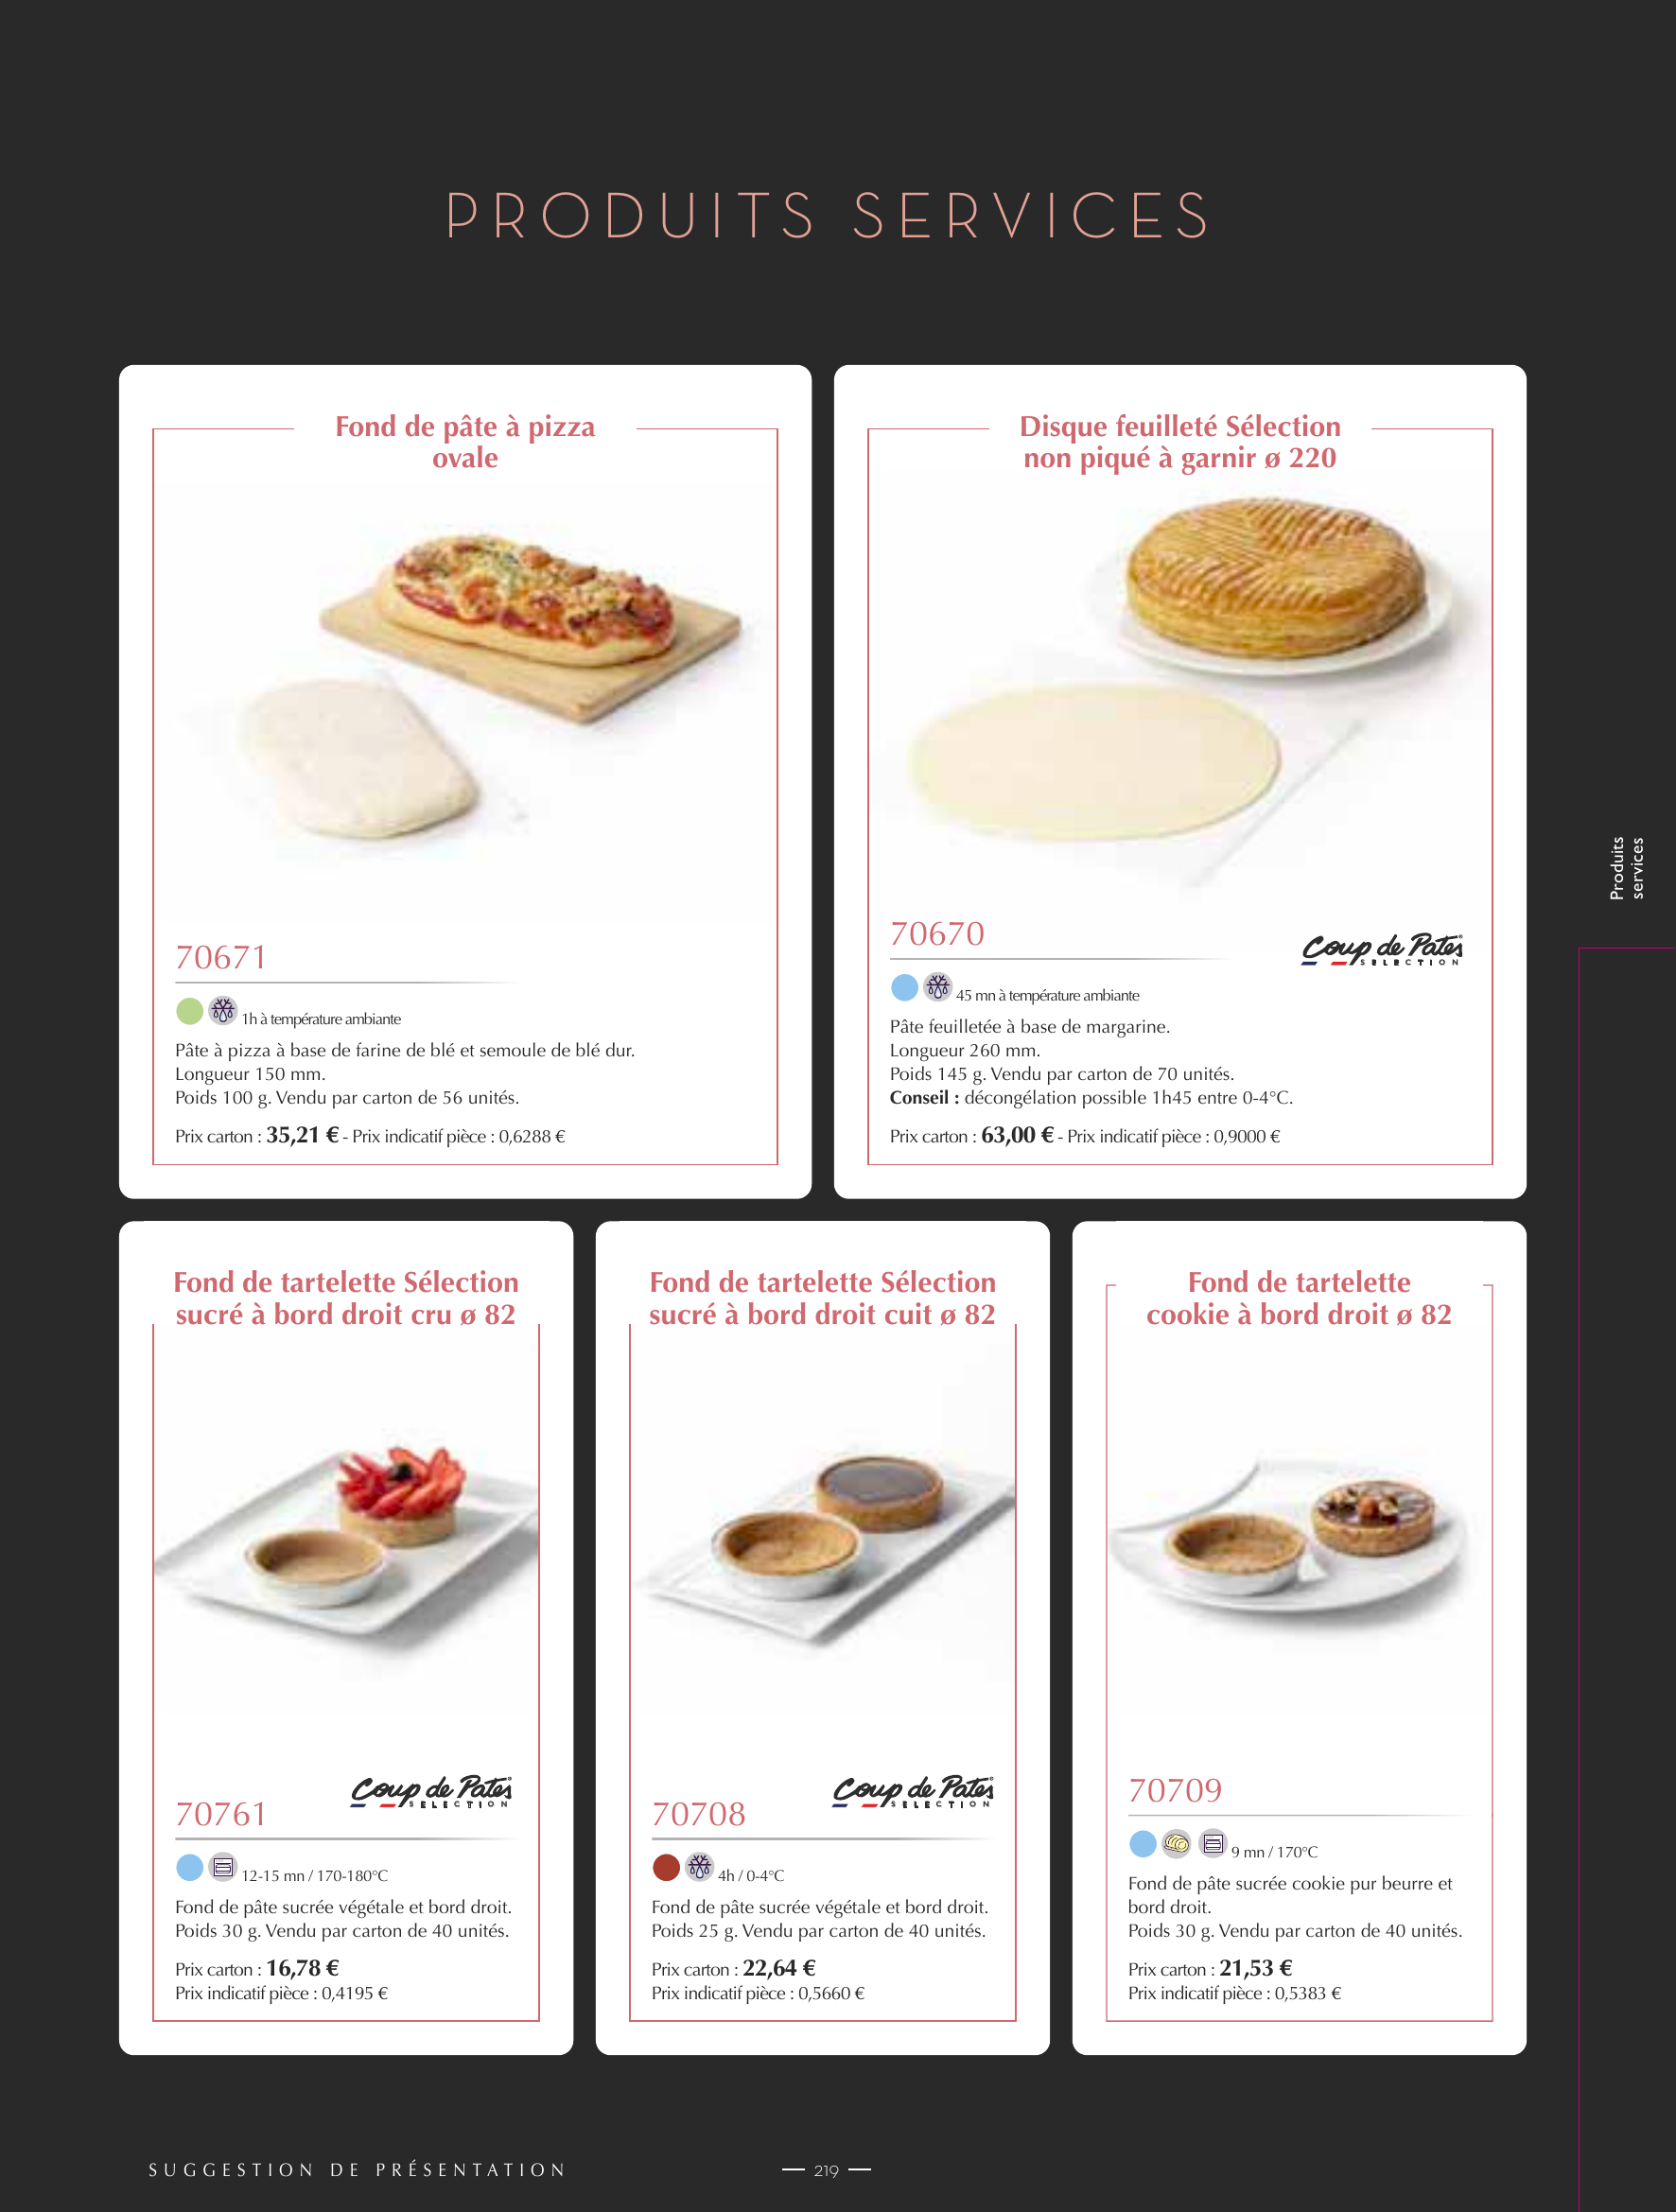 PRODUITS SERVICES
Fond de pâte à pizza
ovale
70671
1h à température ambiante
Pâte à pizza à base de farine de blé et semoule de blé dur.
Longueur 150 mm.
Poids 100 g. Vendu par carton de 56 unités.
Prix carton : 35,21 € - Prix indicatif pièce : 0,6288 €
Disque feuilleté Sélection
non piqué à garnir ø 220
70670
Coup de Pates®
SELECTION
45 mn à température ambiante
Pâte feuilletée à base de margarine.
Longueur 260 mm.
Poids 145 g. Vendu par carton de 70 unités.
Conseil : décongélation possible 1h45 entre 0-4°C.
Prix carton : 63,00 € - Prix indicatif pièce : 0,9000 €
Produits
services
Fond de tartelette Sélection
sucré à bord droit cru ø 82
Coup de Pates®
SELECTION
70761
12-15 mn / 170-180°C
Fond de pâte sucrée végétale et bord droit.
Poids 30 g. Vendu par carton de 40 unités.
Prix carton : 16,78 €
Prix indicatif pièce : 0,4195 €
Fond de tartelette Sélection
sucré à bord droit cuit ø 82
Coup de Pates®
SELECTION
70708
4h / 0-4°C
Fond de pâte sucrée végétale et bord droit.
Poids 25 g. Vendu par carton de 40 unités.
Prix carton : 22,64 €
Prix indicatif pièce : 0,5660 €
Fond de tartelette
cookie à bord droit ø 82
70709
9 mn / 170°C
Fond de pâte sucrée cookie pur beurre et
bord droit.
Poids 30 g. Vendu par carton de 40 unités.
Prix carton : 21,53 €
Prix indicatif pièce : 0,5383 €
SUGGESTION DE PRÉSENTATION
219